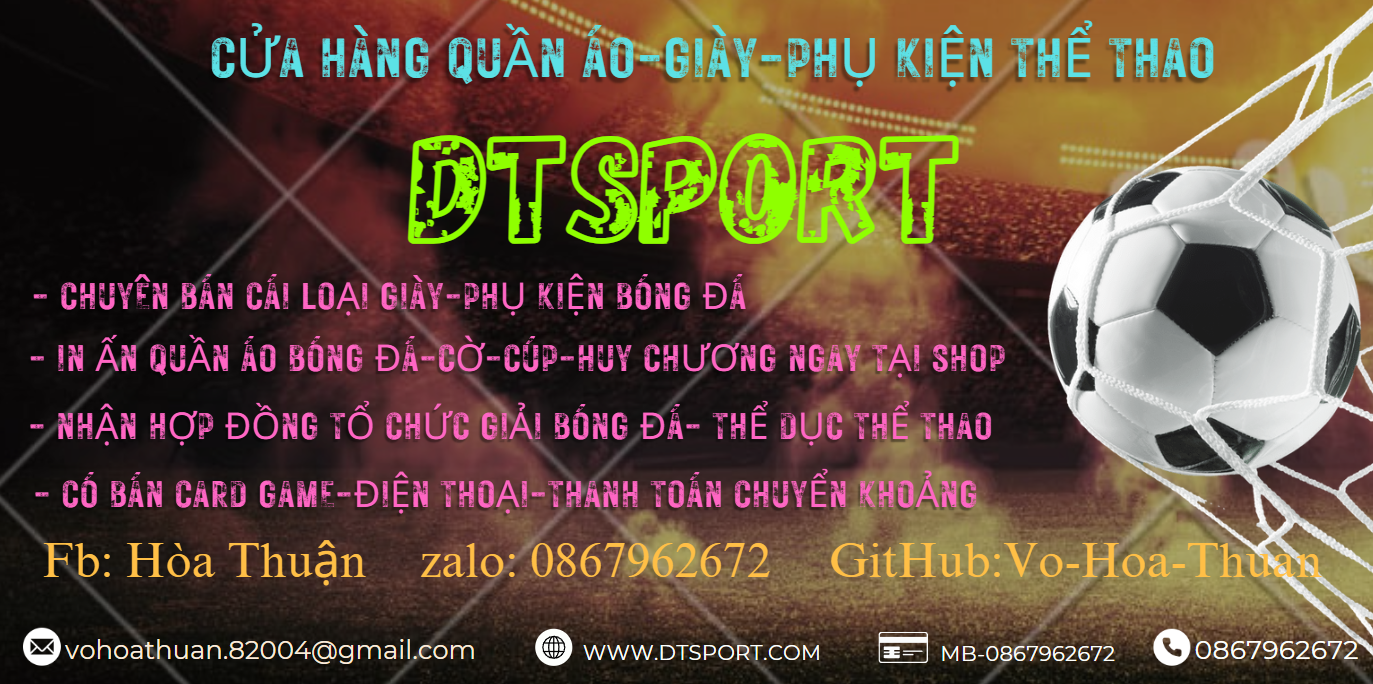 CỬA HÀNG QUẦN ÁO-GIÀY-PHỤ KIỆN THỂ THAO
DTSPORT
- CHUYÊN BÁN CÁI LOẠI GIÀY-PHỤ KIỆN BÓNG ĐÁ
- IN ẤN QUẦN ÁO BÓNG ĐÁ-CỜ-CÚP-HUY CHƯƠNG NGAY TẠI SHOP
- NHẬN HỢP ĐỒNG TỔ CHỨC GIẢI BÓNG ĐÁ- THỂ DỤC THỂ THAO
- CÓ BÁN CARD GAME-ĐIỆN THOẠI-THANH TOÁN CHUYỂN KHOẢNG
Fb: Hòa Thuận zalo: 0867962672 GitHub:Vo-Hoa-Thuan
vohoathuan.82004@gmail.com WWW.DTSPORT.COM MB-0867962672 0867962672